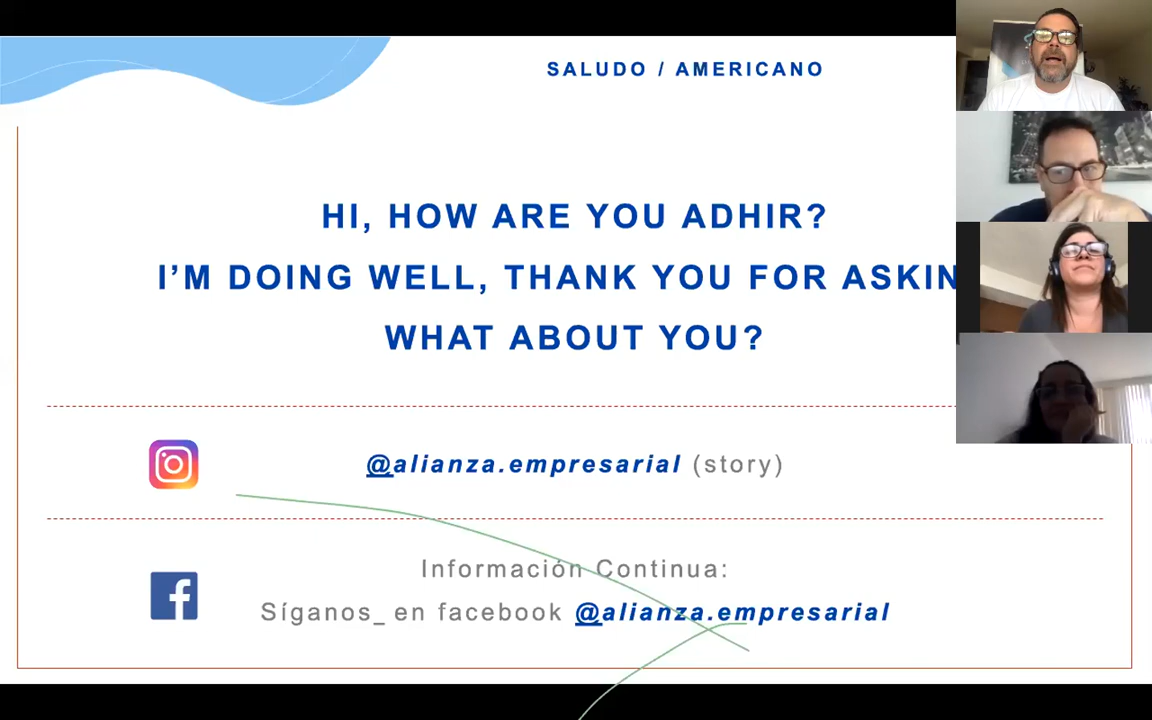 SALUDO / AMERICANO
HI, HOW ARE YOU ADHIR?
I’M DOING WELL, THANK YOU FOR ASKIN
WHAT ABOUT YOU?
@alianza.empresarial (story)
Información Continua:
Síganos_ en facebook @alianza.empresarial